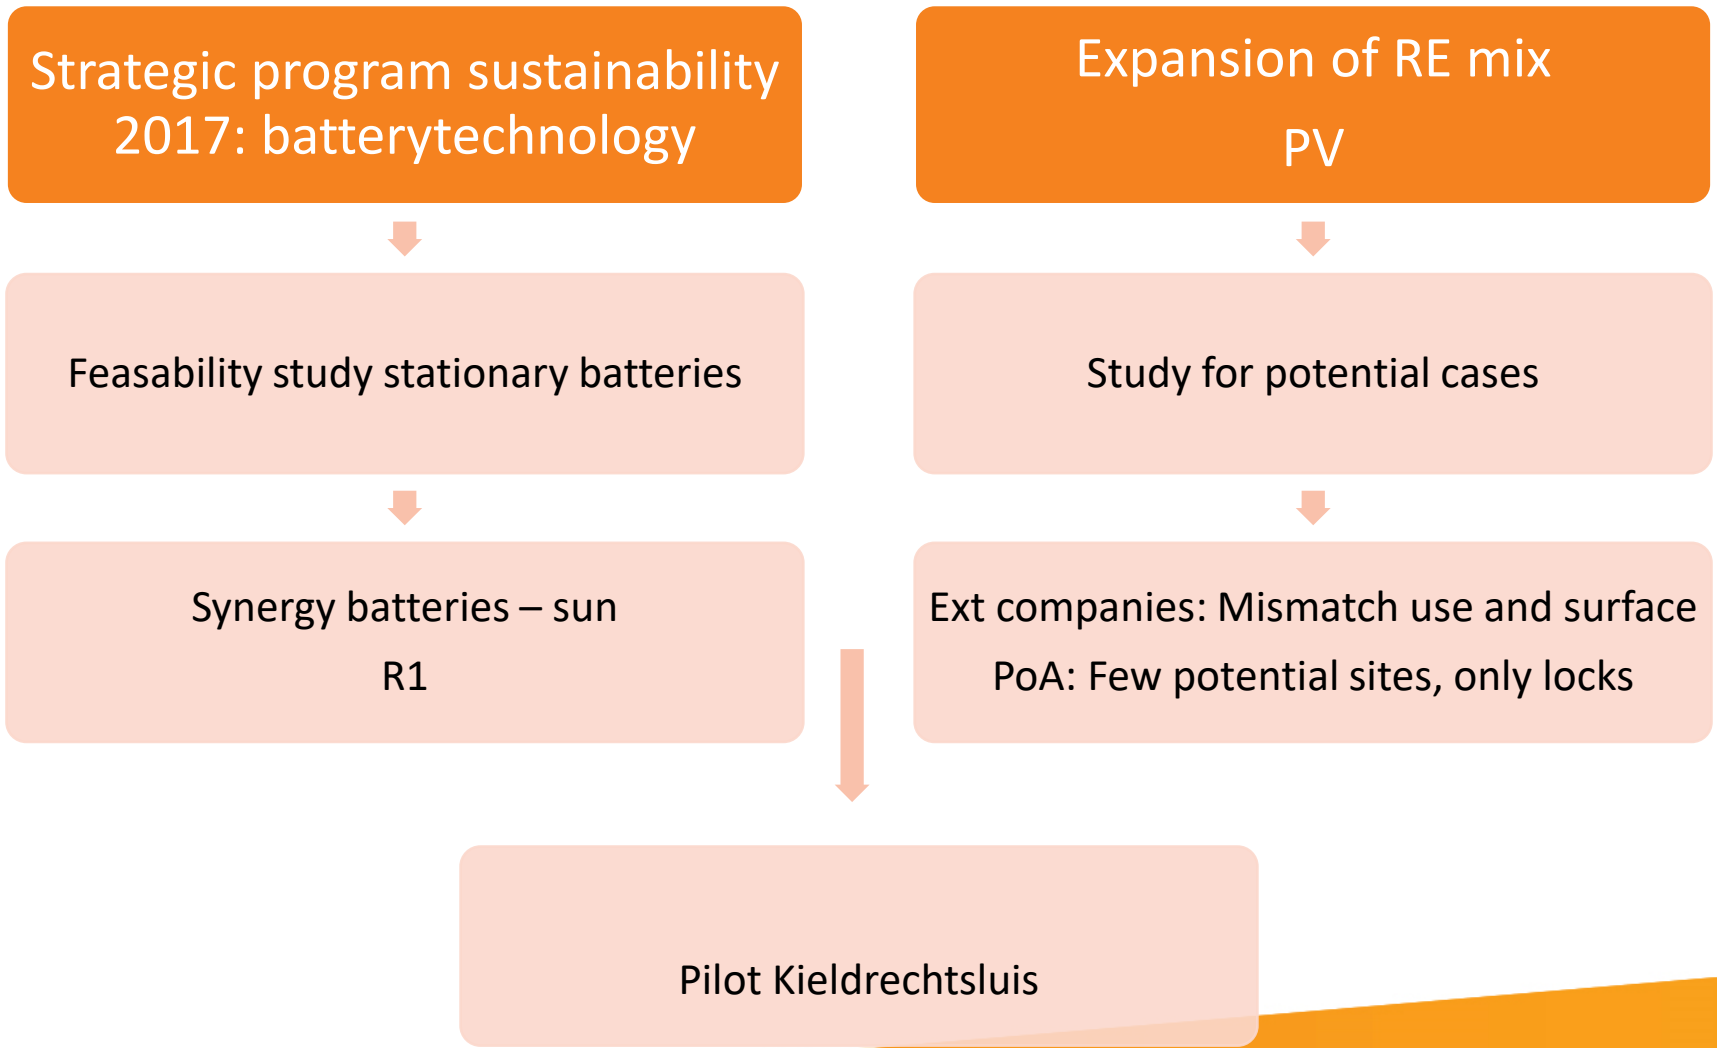 Strategic program sustainability
2017: batterytechnology
Feasability study stationary batteries
Synergy batteries – sun
R1
Expansion of RE mix
PV
Study for potential cases
Ext companies: Mismatch use and surface
PoA: Few potential sites, only locks
Pilot Kieldrechtsluis